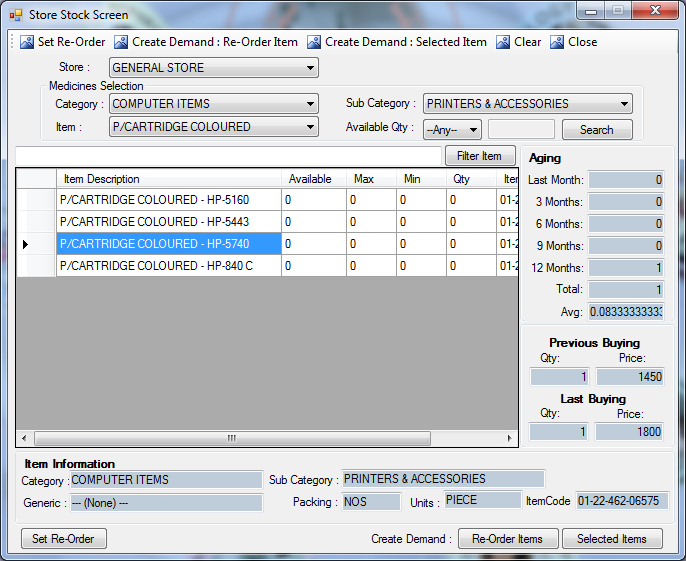 Store Stock Screen
Set Re-Order Create Demand : Re-Order Item Create Demand : Selected Item Clear Close
Store : GENERAL STORE
Medicines Selection
Category : COMPUTER ITEMS Sub Category : PRINTERS & ACCESSORIES
Item : P/CARTRIDGE COLOURED Available Qty : --Any-- Search
Filter Item
Item Description Available Max Min Qty Iter
P/CARTRIDGE COLOURED - HP-5160 0 0 0 0 01-2
P/CARTRIDGE COLOURED - HP-5443 0 0 0 0 01-2
P/CARTRIDGE COLOURED - HP-5740 0 0 0 0 01-2
P/CARTRIDGE COLOURED - HP-840 C 0 0 0 0 01-2
Aging
Last Month: 0
3 Months: 0
6 Months: 0
9 Months: 0
12 Months: 1
Total: 1
Avg: 0.08333333333
Previous Buying
Qty: Price:
1 1450
Last Buying
Qty: Price:
1 1800
Item Information
Category : COMPUTER ITEMS Sub Category : PRINTERS & ACCESSORIES
Generic : --- (None) --- Packing : NOS Units : PIECE ItemCode 01-22-462-06575
Set Re-Order Create Demand : Re-Order Items Selected Items